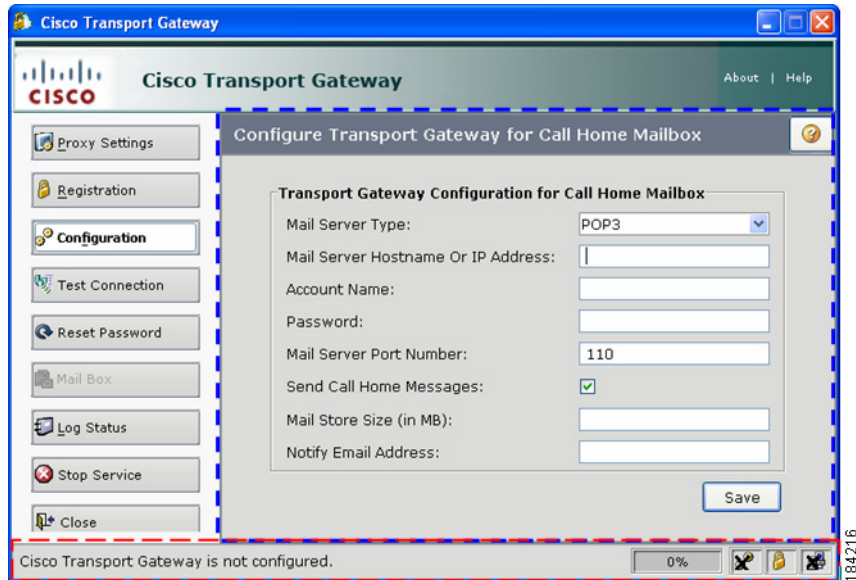 Cisco Transport Gateway
CISCO
Cisco Transport Gateway
About | Help
Proxy Settings
Registration
Configuration
Test Connection
Reset Password
Mail Box
Log Status
Stop Service
Close
Configure Transport Gateway for Call Home Mailbox
Transport Gateway Configuration for Call Home Mailbox
Mail Server Type: POP3
Mail Server Hostname Or IP Address:
Account Name:
Password:
Mail Server Port Number: 110
Send Call Home Messages:
Mail Store Size (in MB):
Notify Email Address:
Save
Cisco Transport Gateway is not configured. 0%
184216